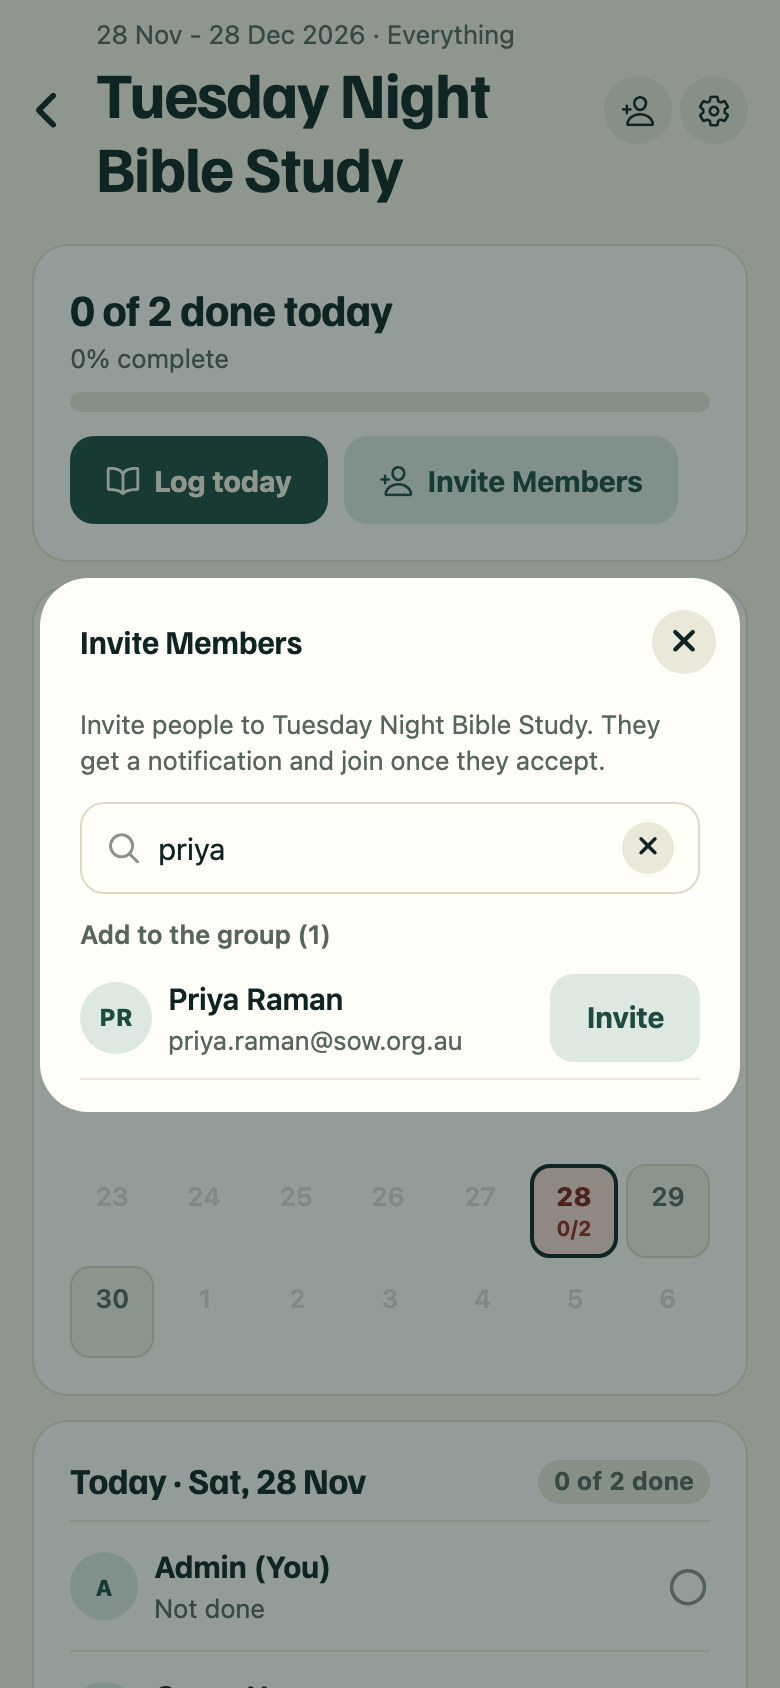 28 Nov - 28 Dec 2026 · Everything
Tuesday Night
Bible Study
0 of 2 done today
0% complete
Log today
Invite Members
Invite Members
Invite people to Tuesday Night Bible Study. They
get a notification and join once they accept.
priya
Add to the group (1)
PR
Priya Raman
priya.raman@sow.org.au
Invite
23 24 25 26 27 28 29
0/2
30 1 2 3 4 5 6
Today · Sat, 28 Nov
0 of 2 done
A
Admin (You)
Not done